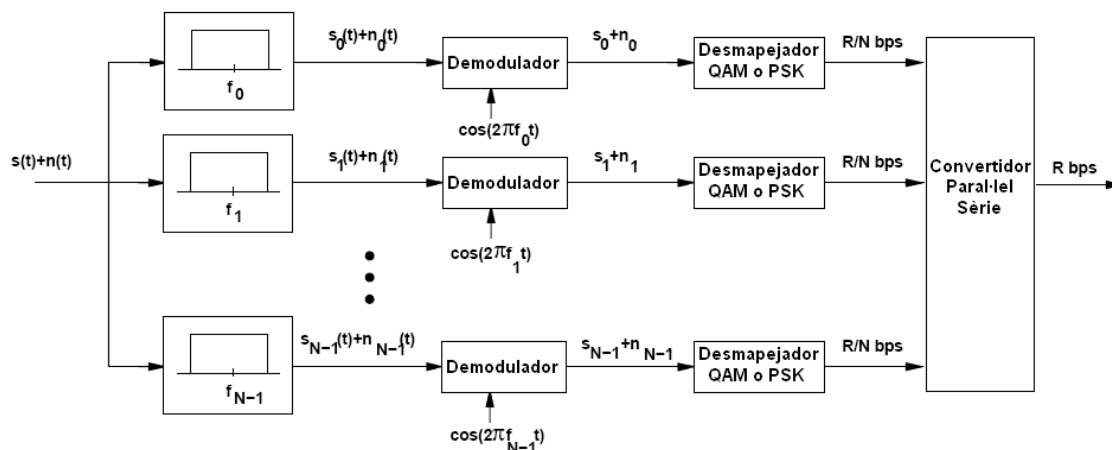 s(t)+n(t)
f0
s0(t)+n0(t)
Demodulador
cos(2πf0t)
s0+n0
Desmapejador
QAM o PSK
R/N bps
f1
s1(t)+n1(t)
Demodulador
cos(2πf1t)
s1+n1
Desmapejador
QAM o PSK
R/N bps
fN−1
sN−1(t)+nN−1(t)
Demodulador
cos(2πfN−1t)
sN−1+nN−1
Desmapejador
QAM o PSK
R/N bps
Convertidor
Paral·lel
Sèrie
R bps